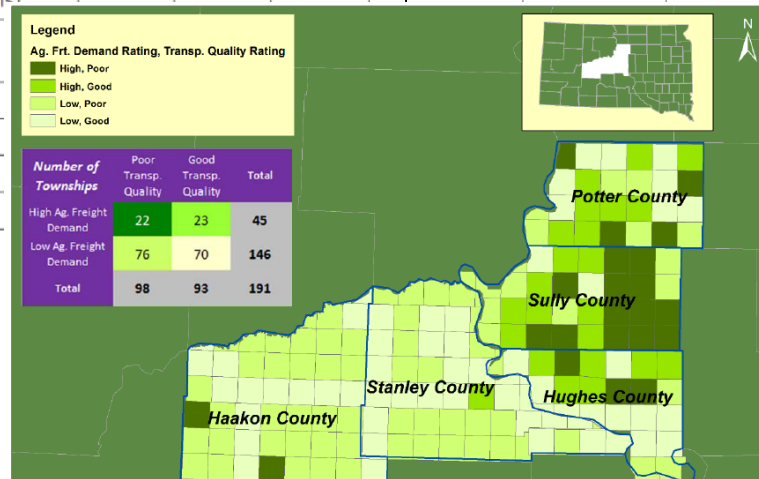 Legend
Ag. Frt. Demand Rating, Transp. Quality Rating
High, Poor
High, Good
Low, Poor
Low, Good
N
Number of Townships Poor Transp. Quality Good Transp. Quality Total
High Ag. Freight Demand 22 23 45
Low Ag. Freight Demand 76 70 146
Total 98 93 191
Potter County
Sully County
Stanley County
Hughes County
Haakon County